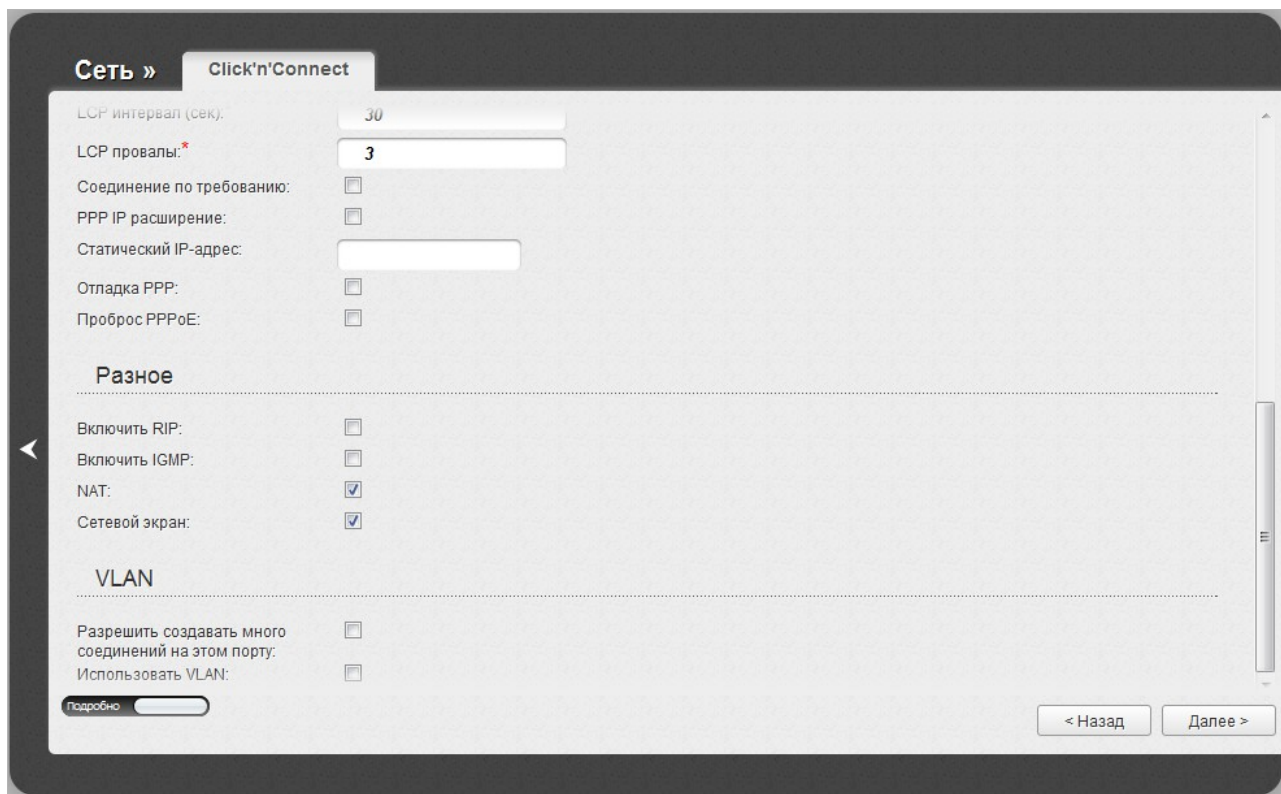 Сеть »
Click'n'Connect
LCP интервал (сек):*
30
LCP провалы:*
3
Соединение по требованию:
PPP IP расширение:
Статический IP-адрес:
Отладка PPP:
Проброс PPPoE:
Разное
Включить RIP:
Включить IGMP:
NAT:
Сетевой экран:
VLAN
Разрешить создавать много
соединений на этом порту:
Использовать VLAN:
Подробно
< Назад
Далее >